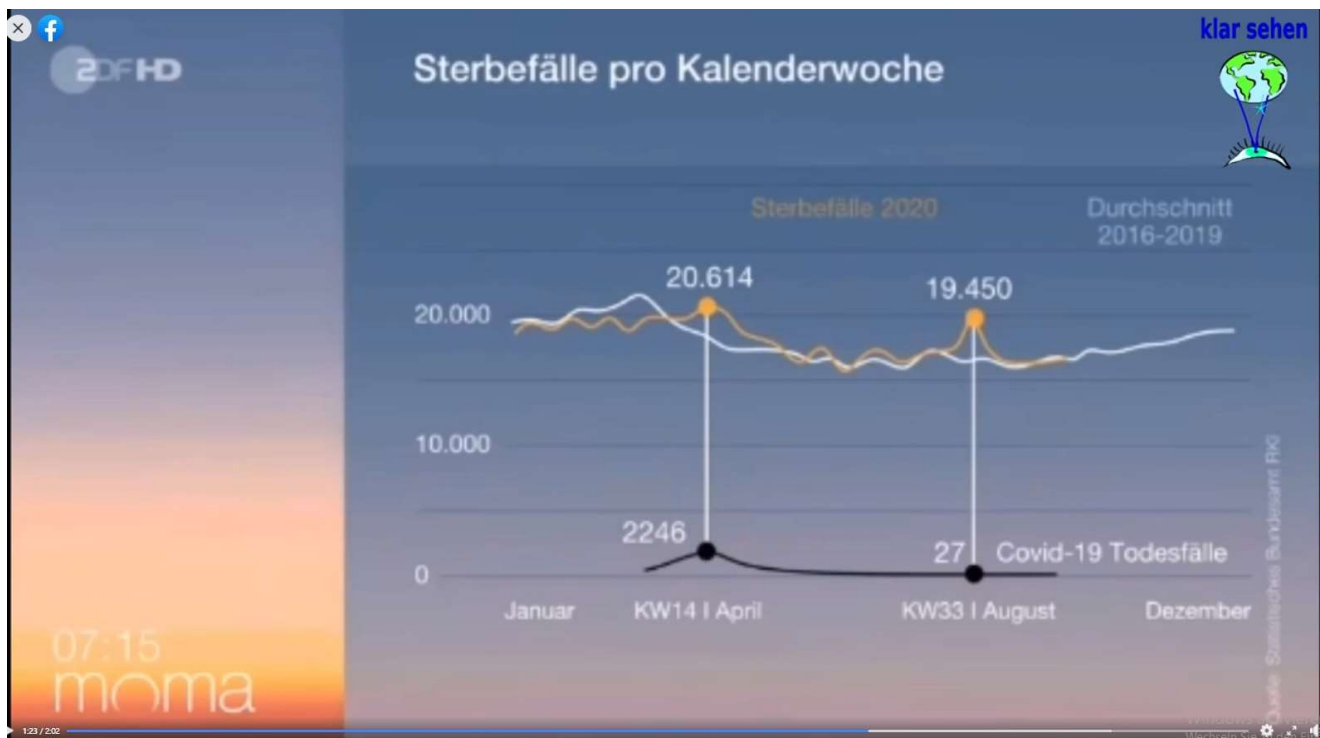 klar sehen
ZDF HD
Sterbefälle pro Kalenderwoche
Sterbefälle 2020
Durchschnitt
2016-2019
20.614
19.450
20.000
10.000
2246
27
Covid-19 Todesfälle
0
Januar
KW14 I April
KW33 I August
Dezember
Quelle: Statistisches Bundesamt RKI
07:15
moma
1:23 / 2:02